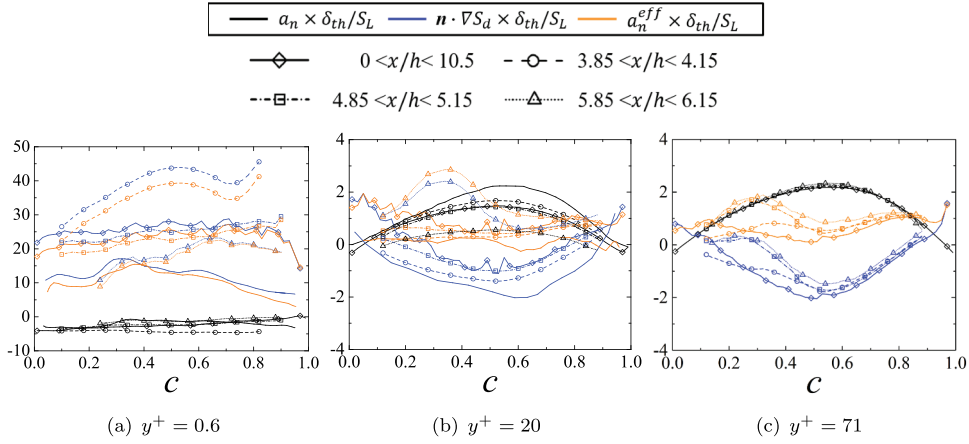 a_n × δ_th/S_L n · ∇S_d × δ_th/S_L a_n^eff × δ_th/S_L
0 <x/h< 10.5 3.85 <x/h< 4.15
4.85 <x/h< 5.15 5.85 <x/h< 6.15
50
40
30
20
10
0
-10
0.0 0.2 0.4 0.6 0.8 1.0
c
4
2
0
-2
-4
0.0 0.2 0.4 0.6 0.8 1.0
c
4
2
0
-2
-4
0.0 0.2 0.4 0.6 0.8 1.0
c
(a) y⁺ = 0.6 (b) y⁺ = 20 (c) y⁺ = 71